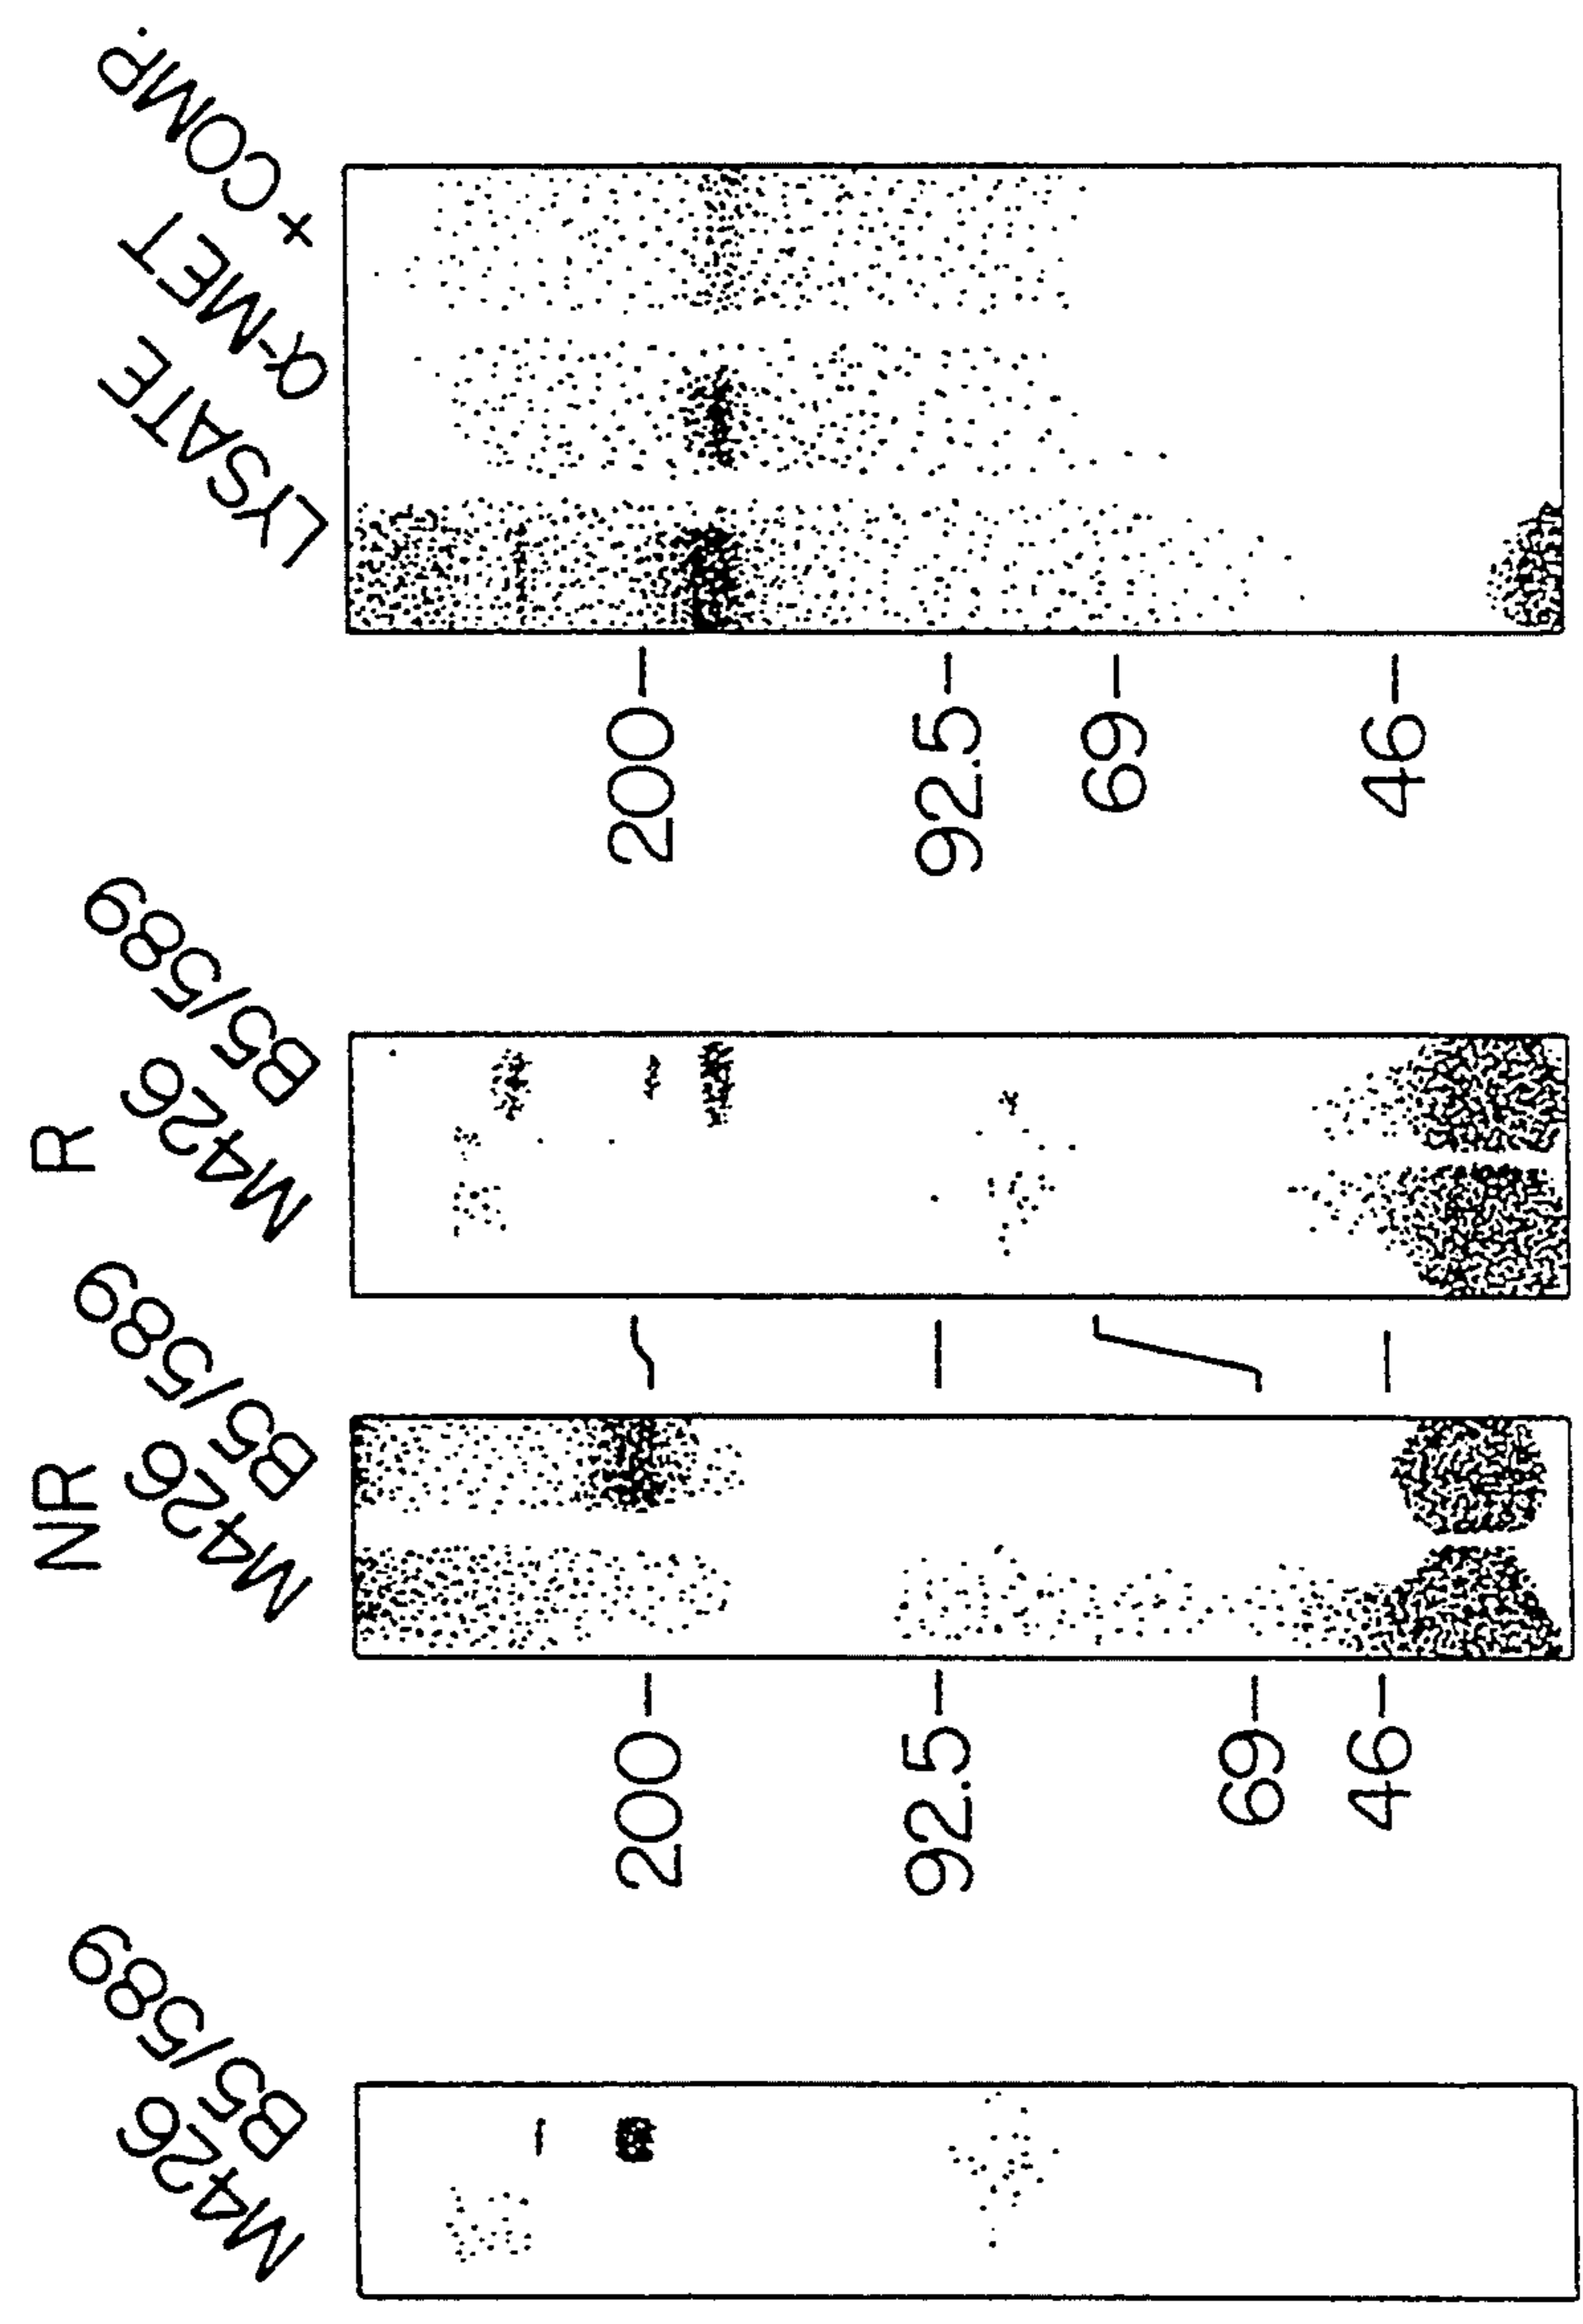 M426
B5/589
200-
92.5-
69-
46-
NR
M426
B5/589
R
M426
B5/589
200-
92.5-
69-
46-
LYSATE
α-MET
+ COMP.